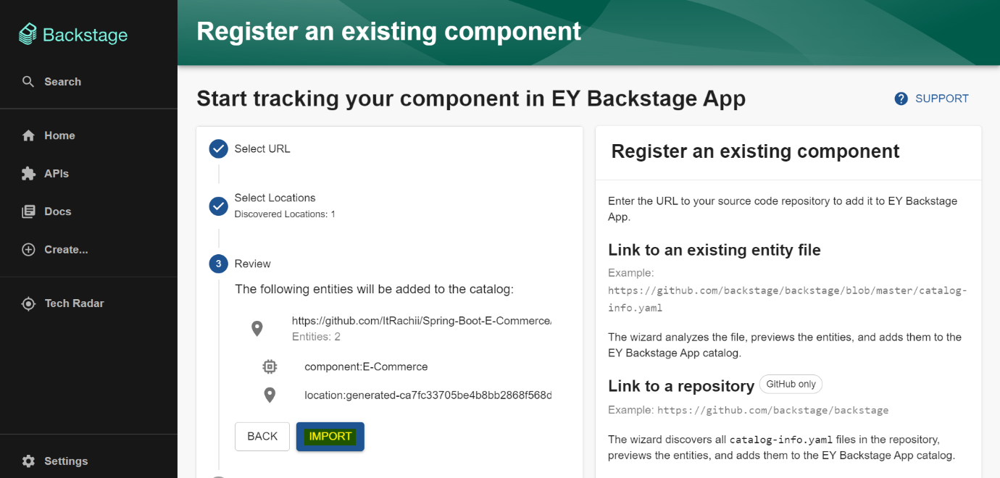 Backstage
Search
Home
APIs
Docs
Create...
Tech Radar
Settings
Register an existing component
Start tracking your component in EY Backstage App
SUPPORT
Select URL
Select Locations
Discovered Locations: 1
3 Review
The following entities will be added to the catalog:
https://github.com/ItRachii/Spring-Boot-E-Commerce/
Entities: 2
component:E-Commerce
location:generated-ca7fc33705be4b8bb2868f568d
BACK IMPORT
Register an existing component
Enter the URL to your source code repository to add it to EY Backstage
App.
Link to an existing entity file
Example:
https://github.com/backstage/backstage/blob/master/catalog-
info.yaml
The wizard analyzes the file, previews the entities, and adds them to the
EY Backstage App catalog.
Link to a repository GitHub only
Example: https://github.com/backstage/backstage
The wizard discovers all catalog-info.yaml files in the repository,
previews the entities, and adds them to the EY Backstage App catalog.